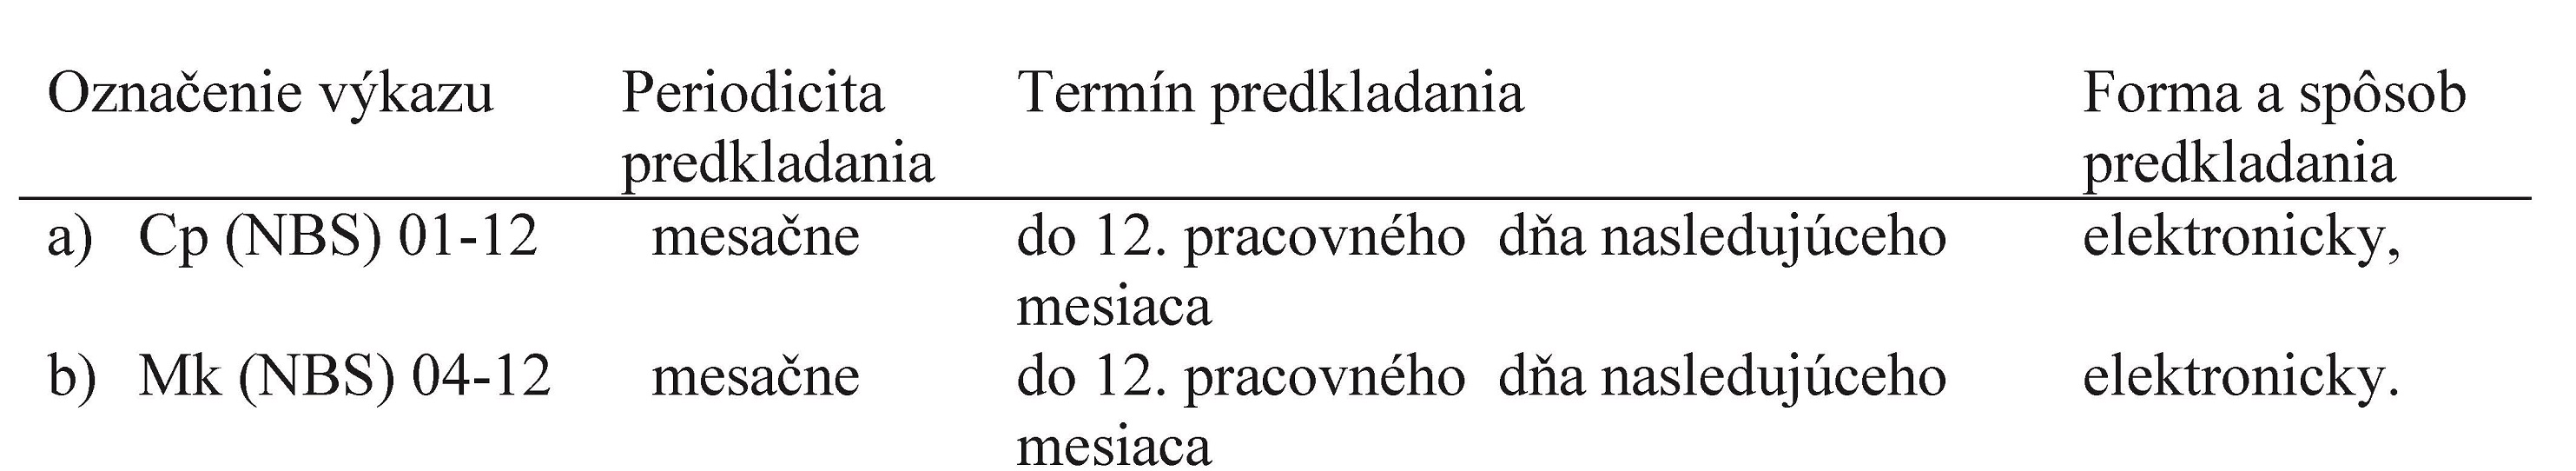 Označenie výkazu Periodicita Termín predkladania Forma a spôsob
predkladania predkladania
a) Cp (NBS) 01-12 mesačne do 12. pracovného dňa nasledujúceho elektronicky,
mesiaca
b) Mk (NBS) 04-12 mesačne do 12. pracovného dňa nasledujúceho elektronicky.
mesiaca